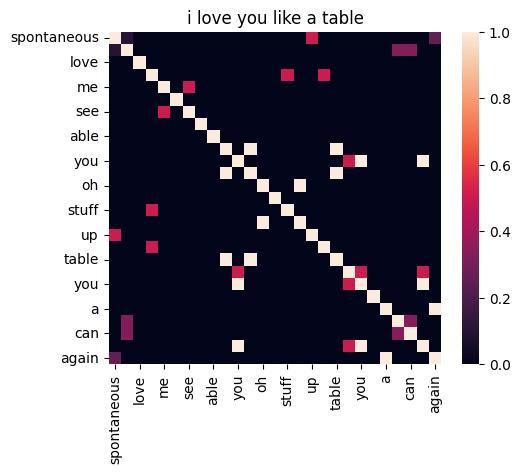 i love you like a table
spontaneous
love
me
see
able
you
oh
stuff
up
table
you
a
can
again
1.0
0.8
0.6
0.4
0.2
0.0
spontaneous
love
me
see
able
you
oh
stuff
up
table
you
a
can
again